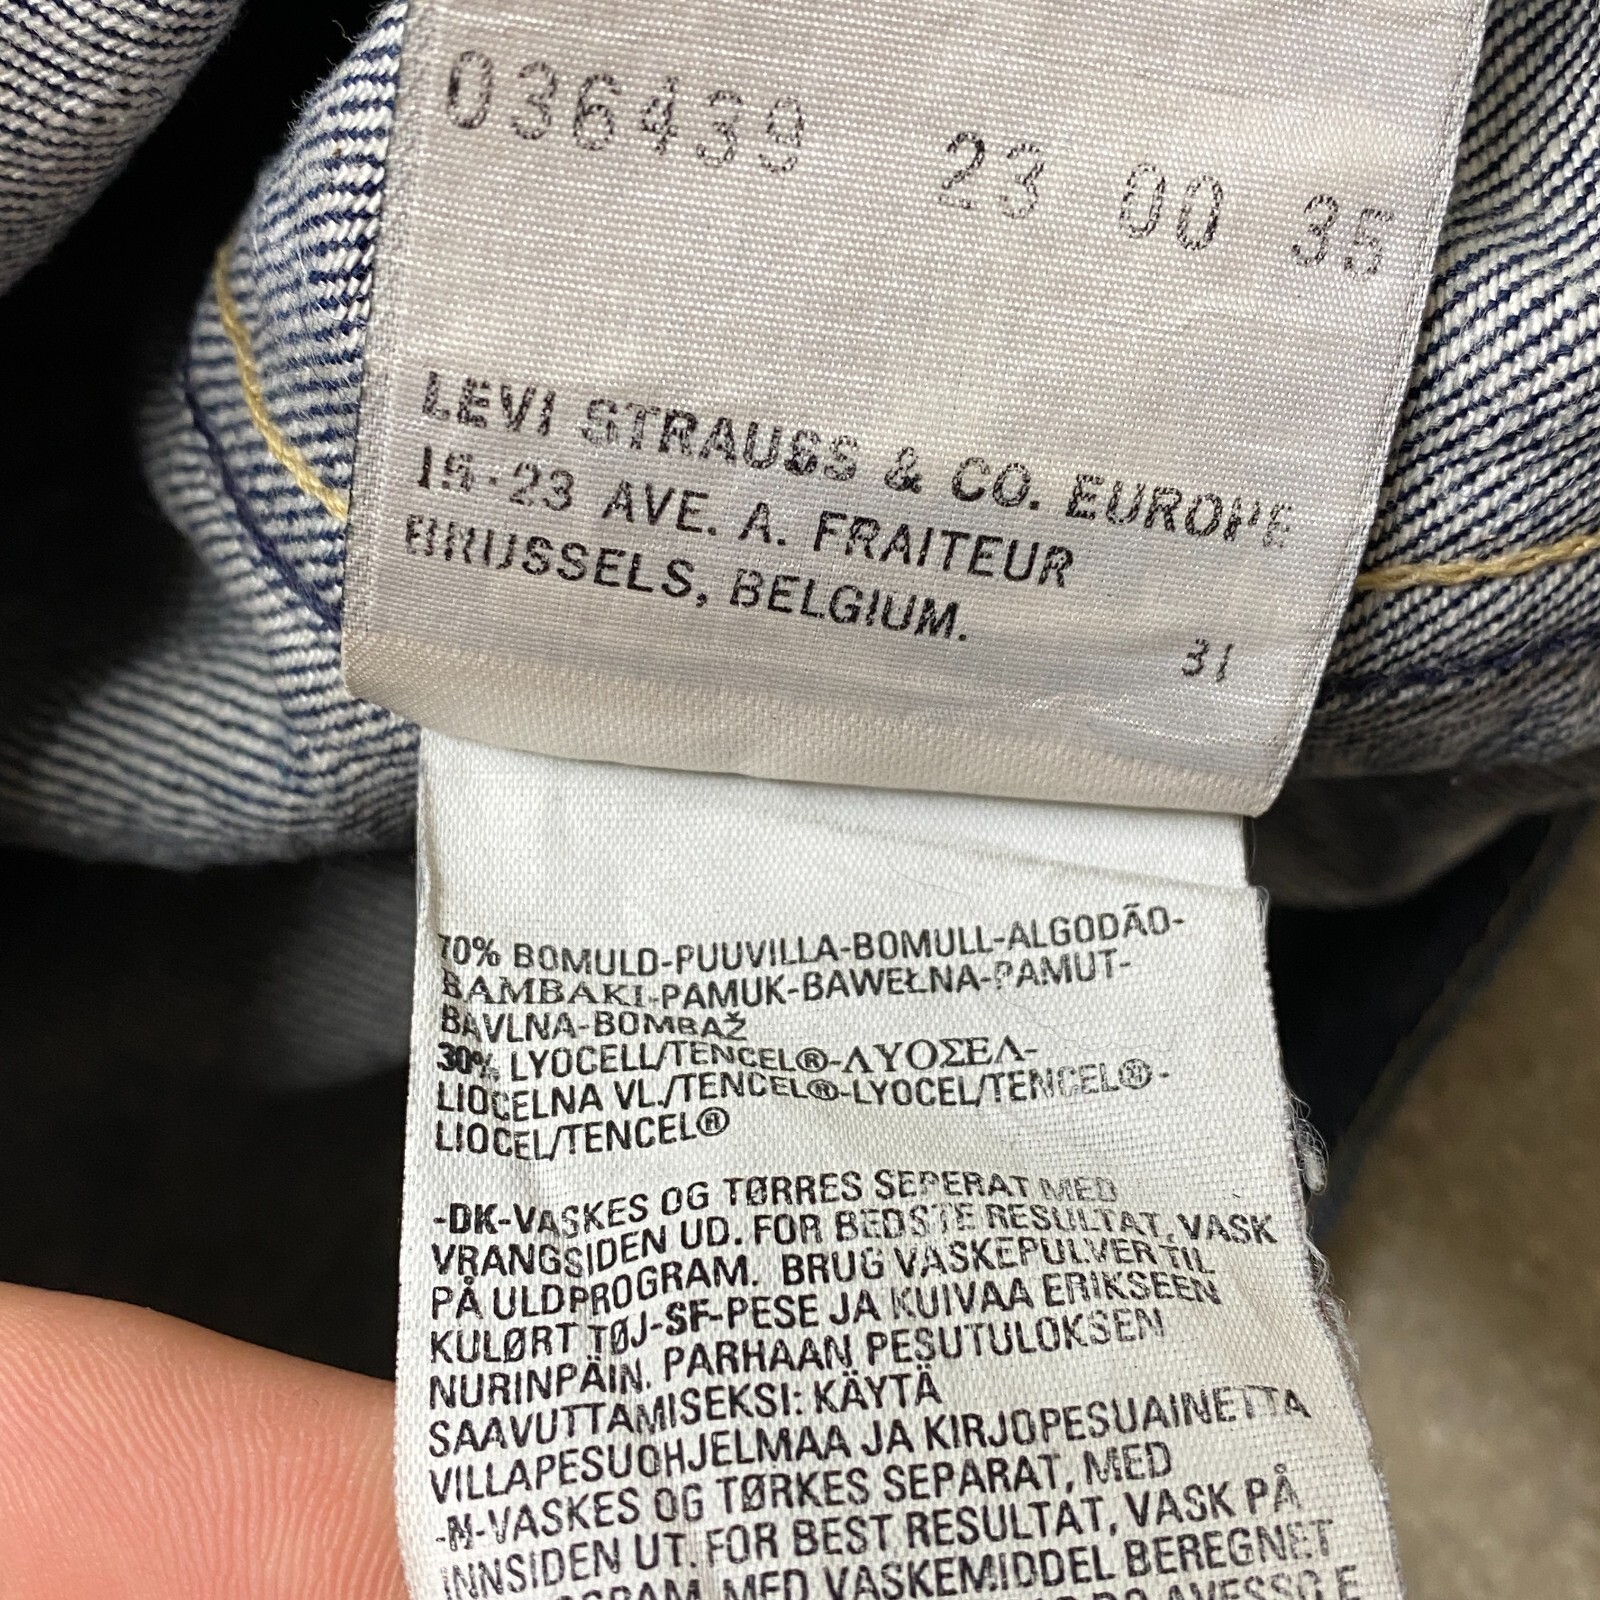 036439 23 00 35
LEVI STRAUSS & CO. EUROPE
15-23 AVE. A. FRAITEUR
BRUSSELS, BELGIUM.
31
70% BOMULD-PUUVILLA-BOMULL-ALGODÃO-
BAMBAKI-PAMUK-BAWEŁNA-PAMUT-
BAVLNA-BOMBAŽ
30% LYOCELL/TENCEL®-ΛΥΟΣΕΛ-
LIOCELNA VL./TENCEL®-LYOCEL/TENCEL®-
LIOCEL/TENCEL®
-DK-VASKES OG TØRRES SEPERAT MED
VRANGSIDEN UD. FOR BEDSTE RESULTAT, VASK
PÅ ULDPROGRAM. BRUG VASKEPULVER TIL
KULØRT TØJ-SF-PESE JA KUIVAA ERIKSEEN
NURINPÄIN. PARHAAN PESUTULOKSEN
SAAVUTTAMISEKSI: KÄYTÄ
VILLAPESUOHJELMAA JA KIRJOPESUAINETTA
-N-VASKES OG TØRKES SEPARAT, MED
INNSIDEN UT. FOR BEST RESULTAT, VASK PÅ
MED VASKEMIDDEL BEREGNET
AVESSO E